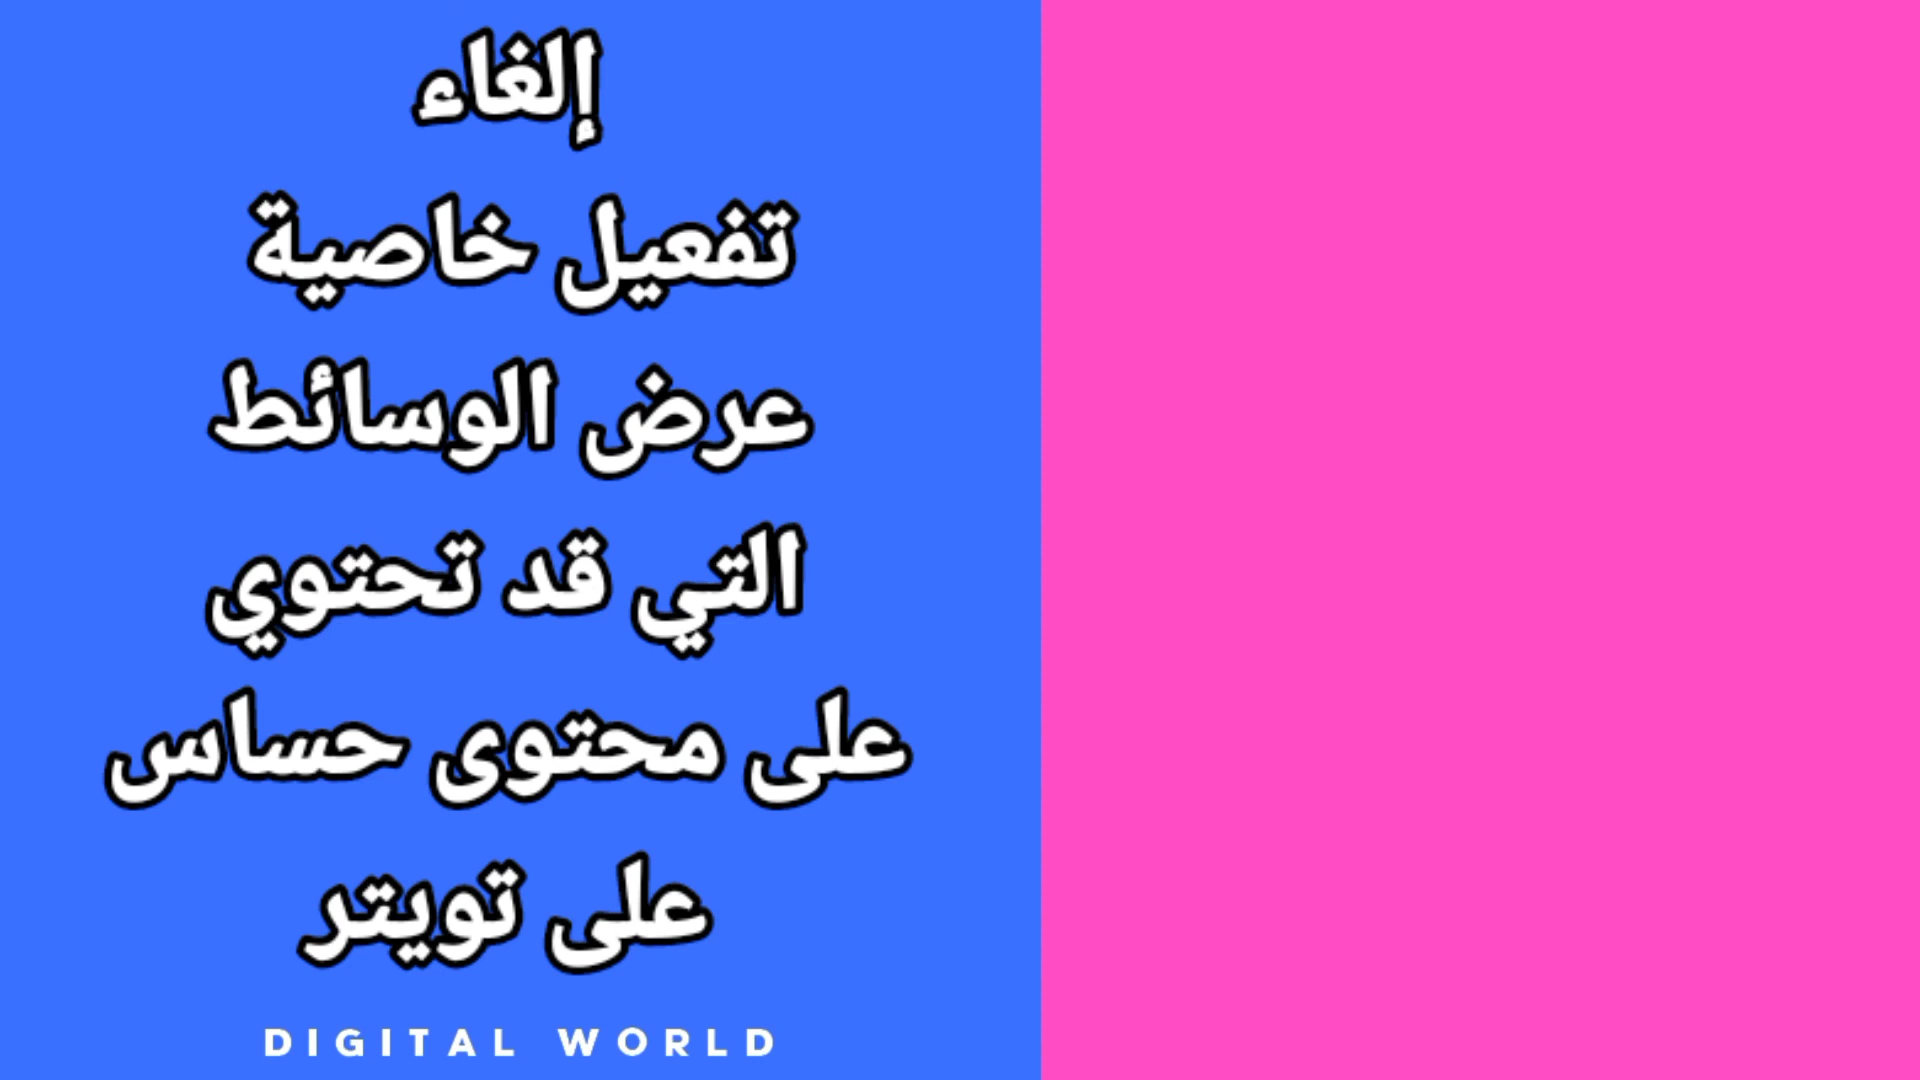 إلغاء
تفعيل خاصية
عرض الوسائط
التي قد تحتوي
على محتوى حساس
على تويتر
DIGITAL WORLD